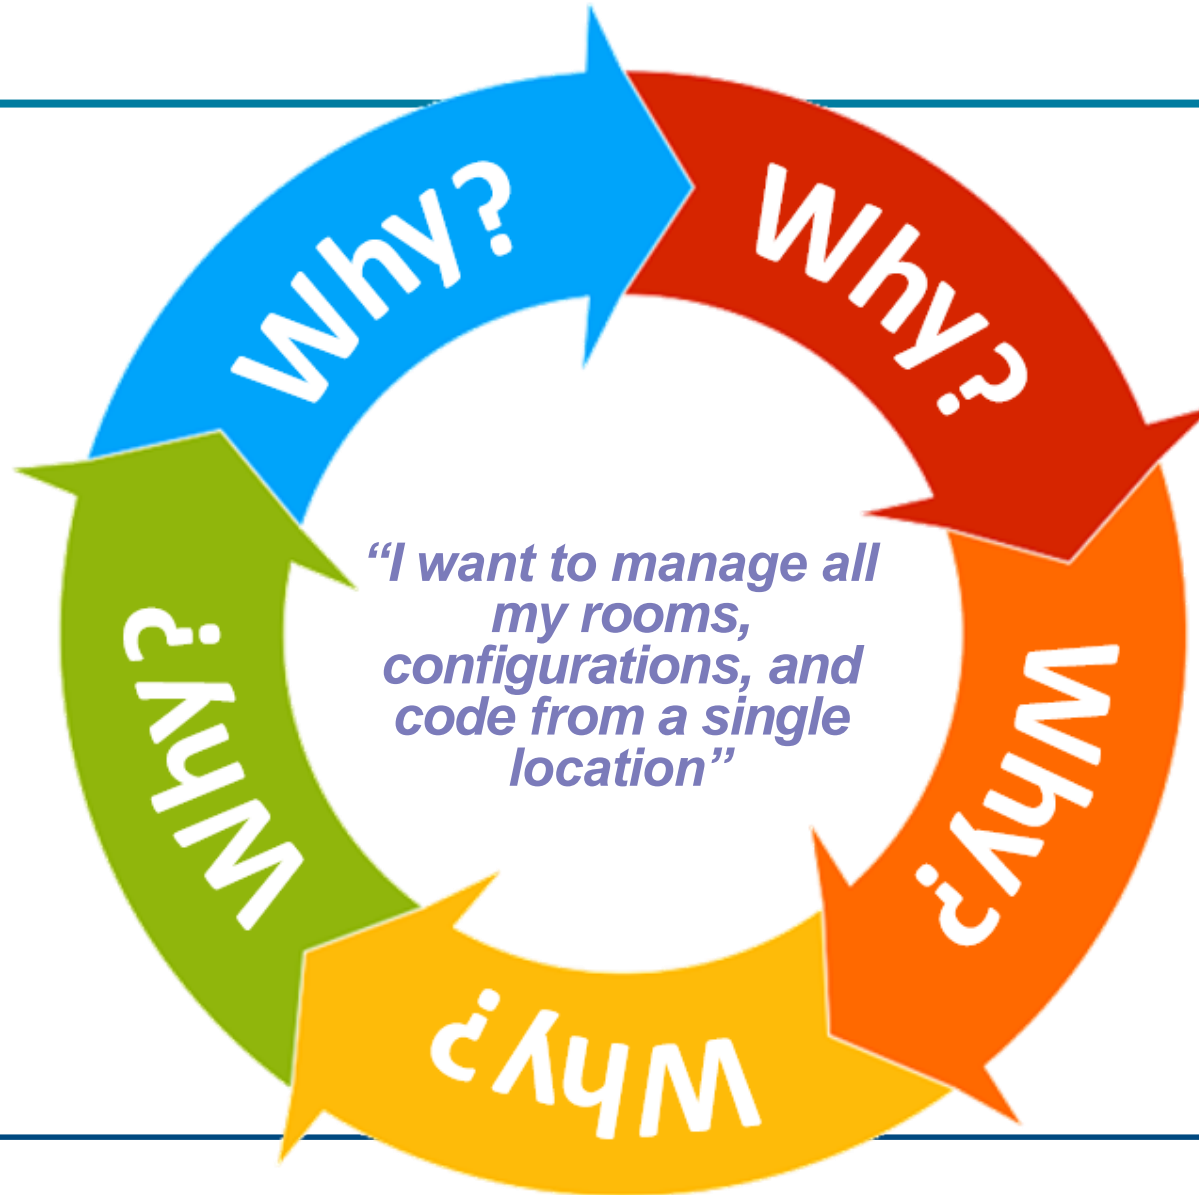 Why?
Why?
Why?
Why?
Why?
“I want to manage all
my rooms,
configurations, and
code from a single
location”